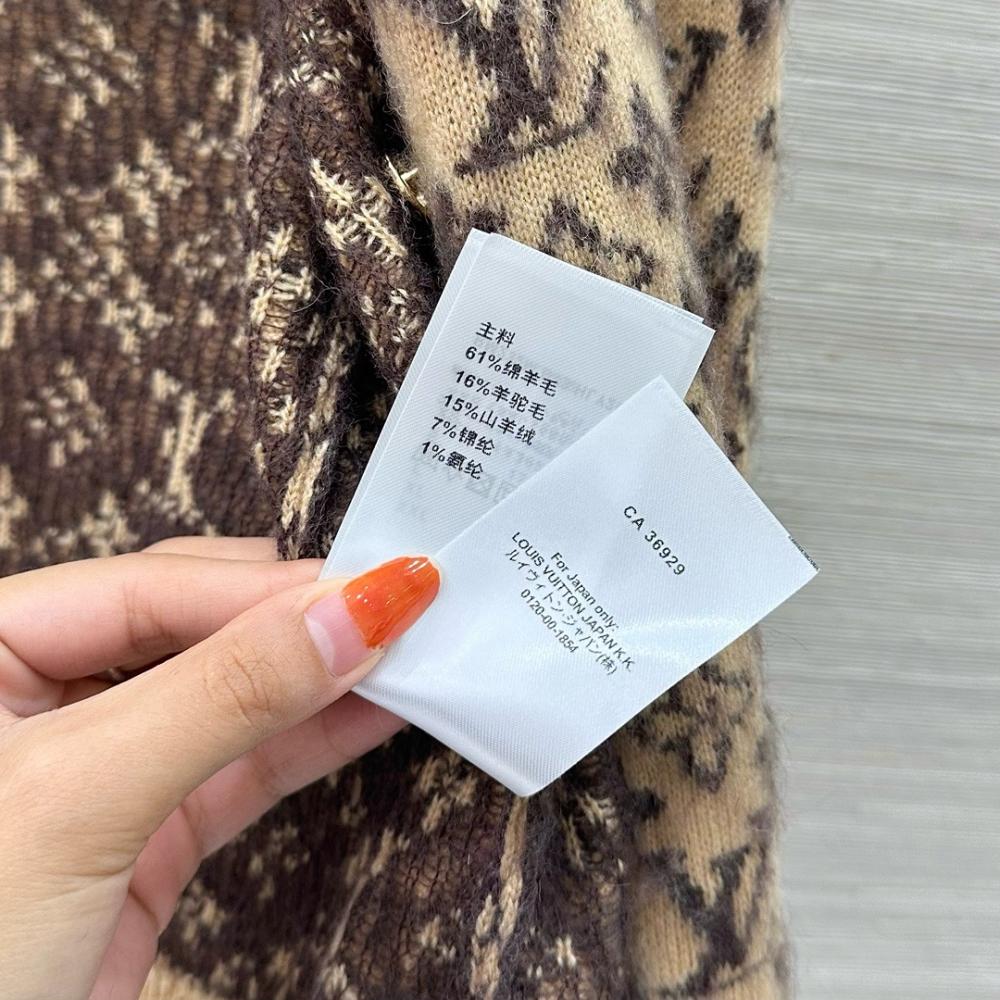 主料
61%绵羊毛
16%羊驼毛
15%山羊绒
7%锦纶
1%氨纶
CA 36929
For Japan only:
LOUIS VUITTON JAPAN K.K.
ルイヴィトン·ジャパン(株)
0120-00-1854